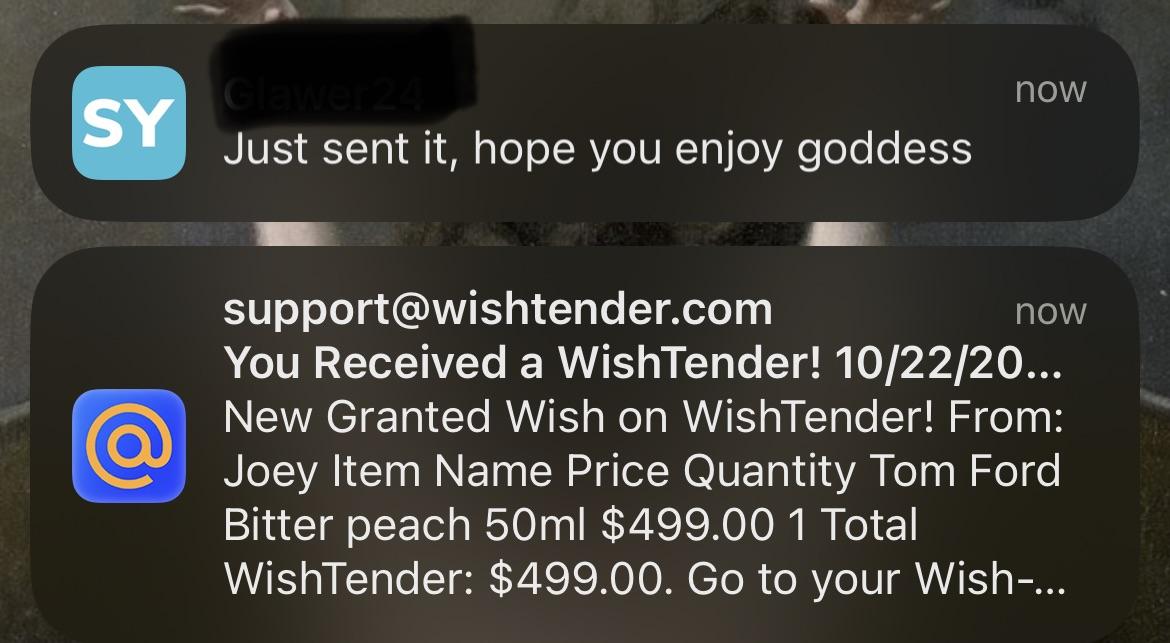 SY
now
Just sent it, hope you enjoy goddess
support@wishtender.com now
You Received a WishTender! 10/22/20...
New Granted Wish on WishTender! From:
Joey Item Name Price Quantity Tom Ford
Bitter peach 50ml $499.00 1 Total
WishTender: $499.00. Go to your Wish-...